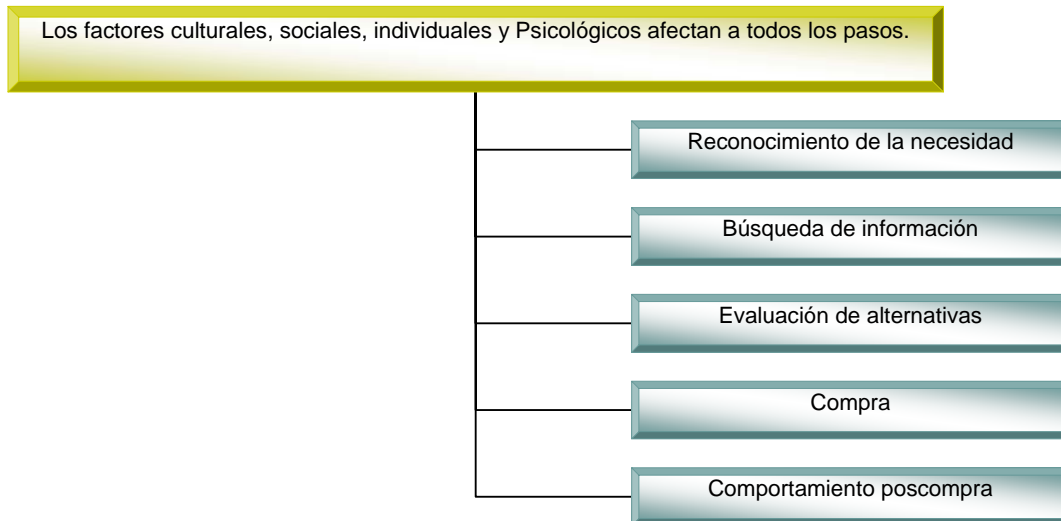 Los factores culturales, sociales, individuales y Psicológicos afectan a todos los pasos.
Reconocimiento de la necesidad
Búsqueda de información
Evaluación de alternativas
Compra
Comportamiento poscompra